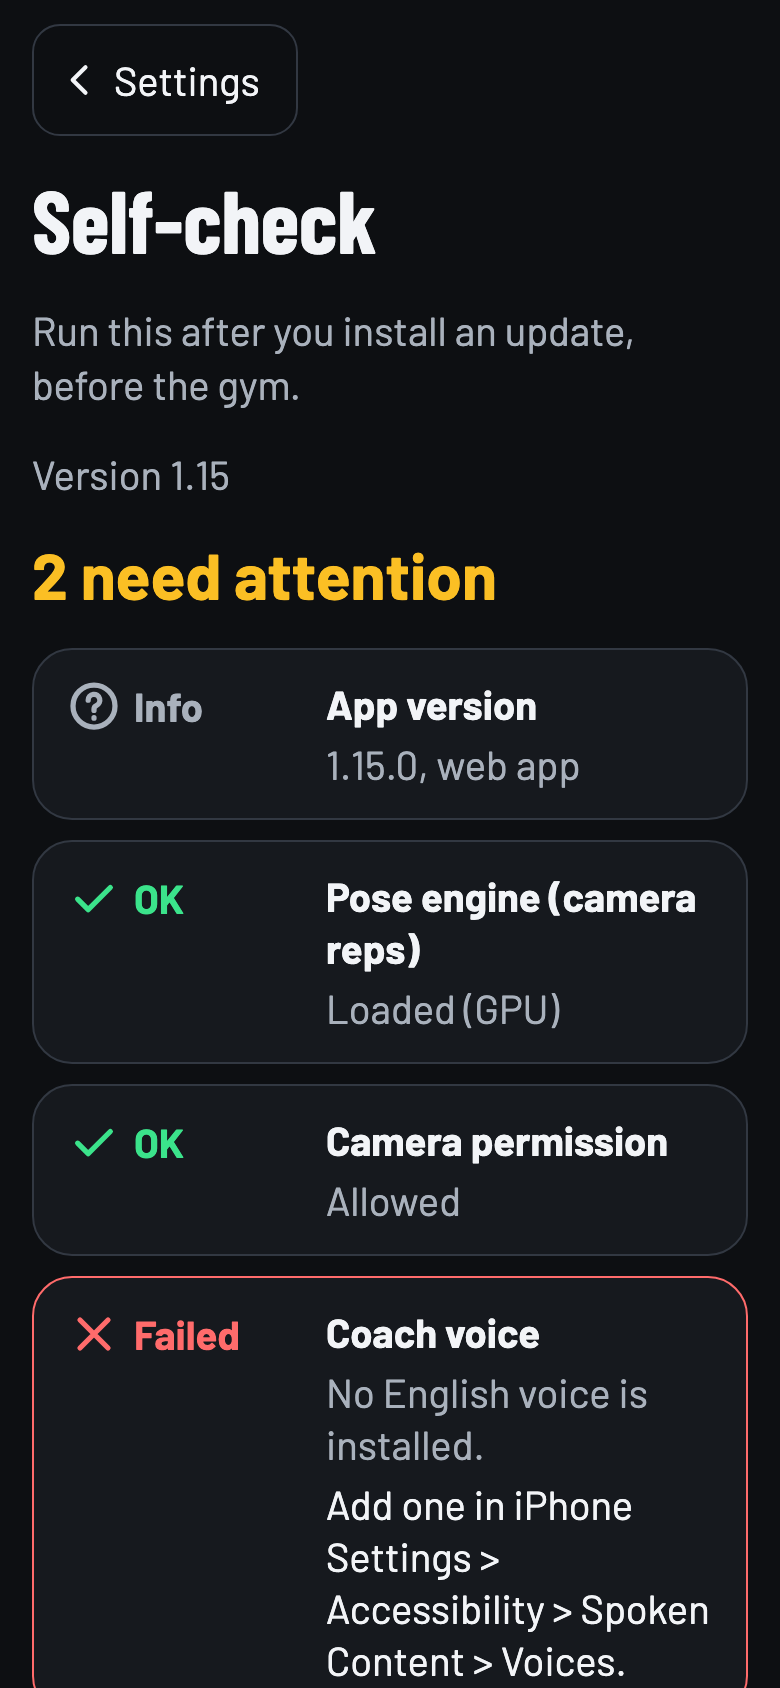 Settings
Self-check
Run this after you install an update,
before the gym.
Version 1.15
2 need attention
Info
App version
1.15.0, web app
OK
Pose engine (camera
reps)
Loaded (GPU)
OK
Camera permission
Allowed
Failed
Coach voice
No English voice is
installed.
Add one in iPhone
Settings >
Accessibility > Spoken
Content > Voices.